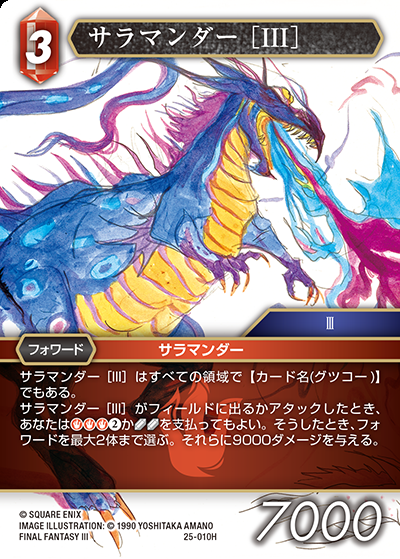 3
サラマンダー [III]
III
フォワード
サラマンダー
サラマンダー [III] はすべての領域で【カード名(グツコー)】
でもある。
サラマンダー [III] がフィールドに出るかアタックしたとき、
あなたは2かを支払ってもよい。そうしたとき、フォ
ワードを最大2体まで選ぶ。それらに9000ダメージを与える。
© SQUARE ENIX
IMAGE ILLUSTRATION: © 1990 YOSHITAKA AMANO
FINAL FANTASY III
25-010H
7000